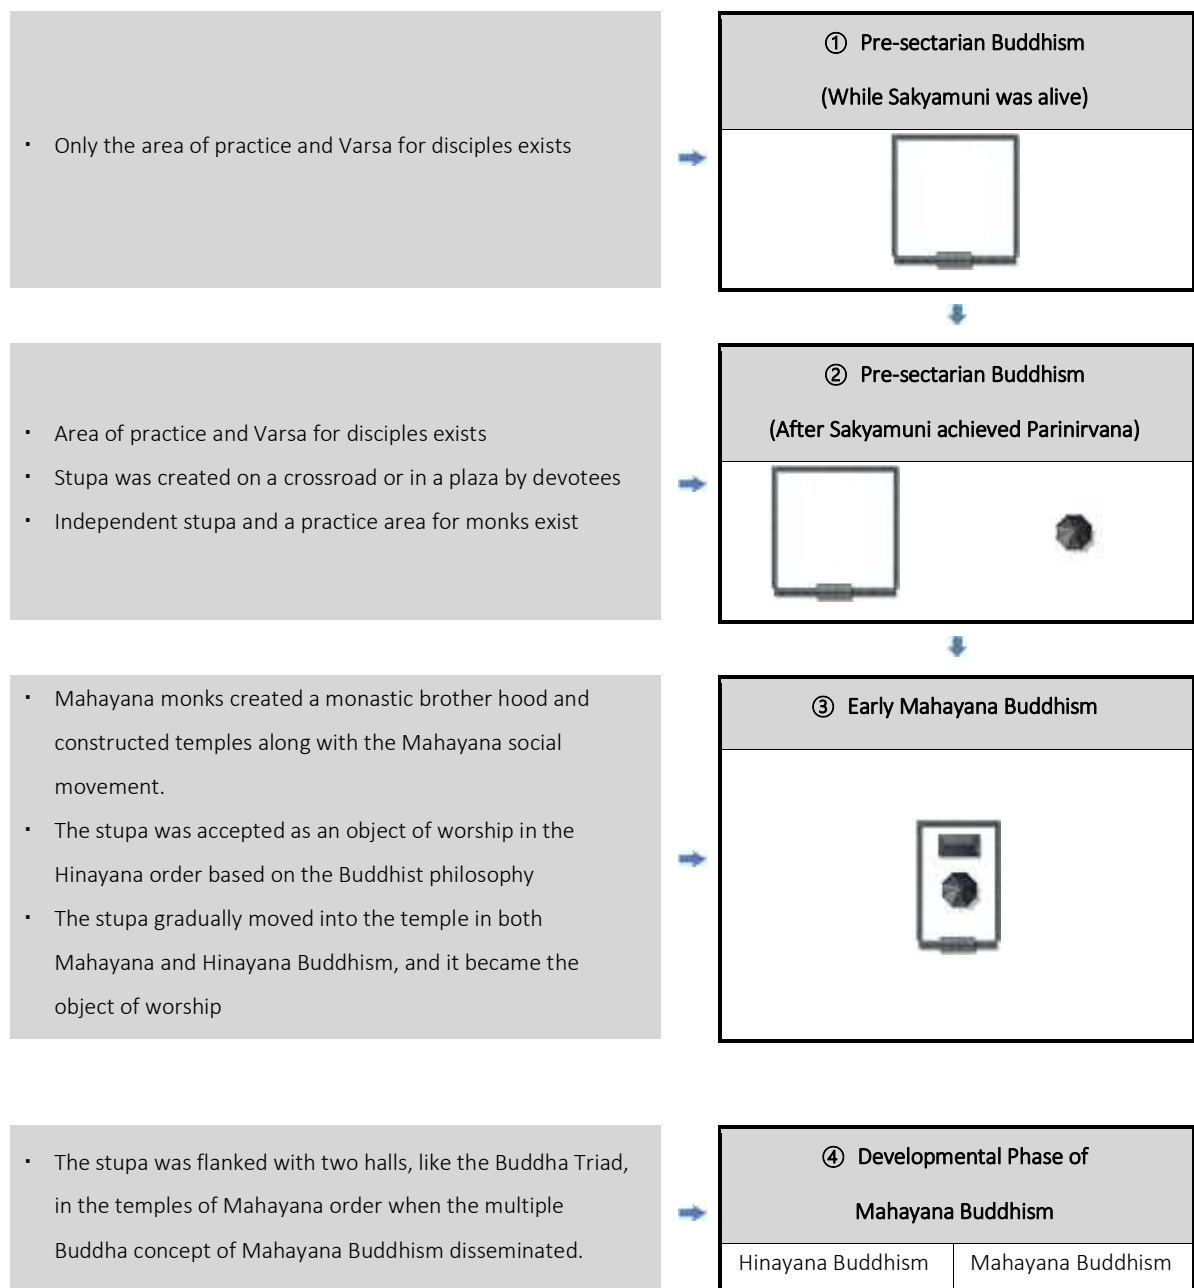 ① Pre-sectarian Buddhism
(While Sakyamuni was alive)
· Only the area of practice and Varsa for disciples exists
② Pre-sectarian Buddhism
(After Sakyamuni achieved Parinirvana)
· Area of practice and Varsa for disciples exists
· Stupa was created on a crossroad or in a plaza by devotees
· Independent stupa and a practice area for monks exist
③ Early Mahayana Buddhism
· Mahayana monks created a monastic brother hood and
constructed temples along with the Mahayana social
movement.
· The stupa was accepted as an object of worship in the
Hinayana order based on the Buddhist philosophy
· The stupa gradually moved into the temple in both
Mahayana and Hinayana Buddhism, and it became the
object of worship
④ Developmental Phase of
Mahayana Buddhism
· The stupa was flanked with two halls, like the Buddha Triad,
in the temples of Mahayana order when the multiple
Buddha concept of Mahayana Buddhism disseminated.
Hinayana Buddhism
Mahayana Buddhism